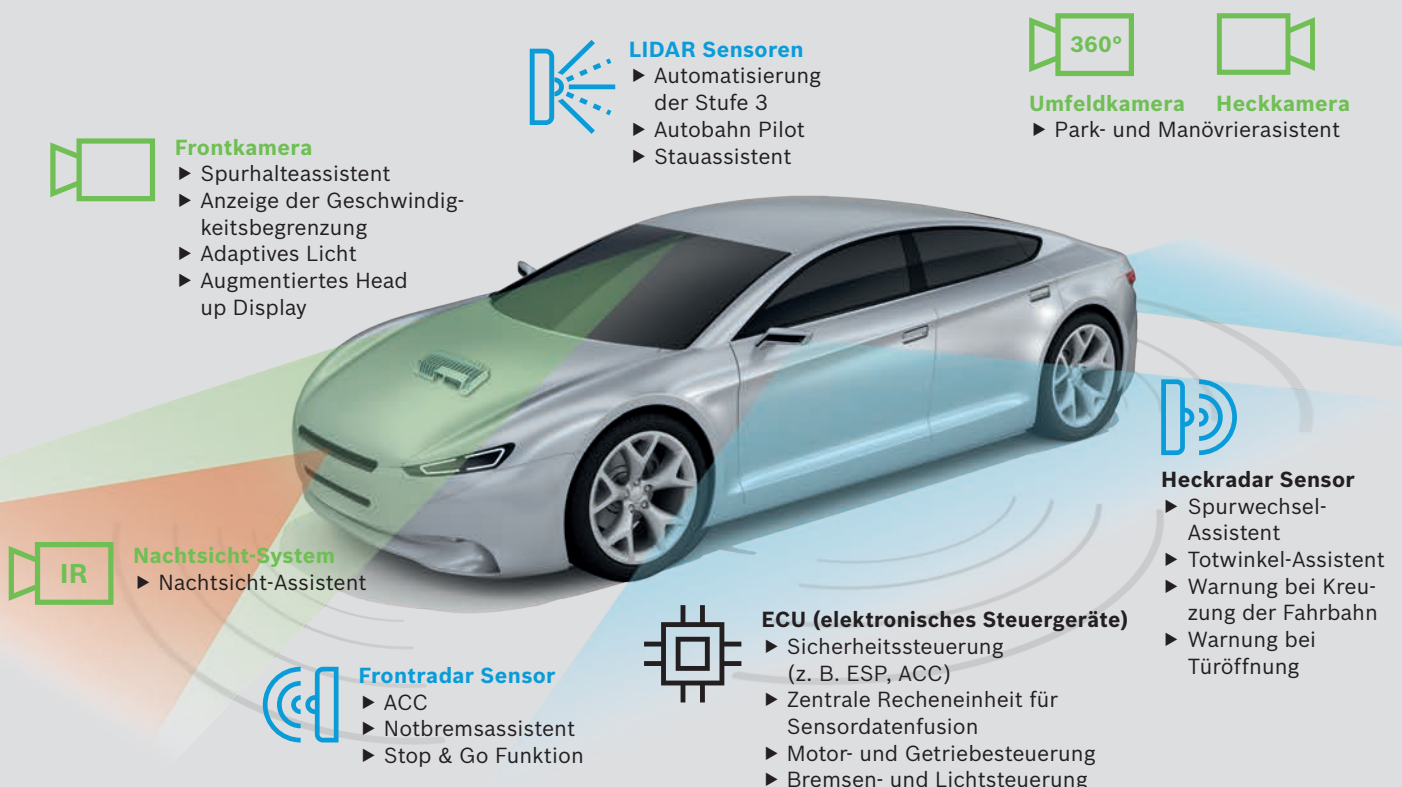 LIDAR Sensoren
▶ Automatisierung
der Stufe 3
▶ Autobahn Pilot
▶ Stauassistent
360°
Umfeldkamera
Heckkamera
▶ Park- und Manövrierasistent
Frontkamera
▶ Spurhalteassistent
▶ Anzeige der Geschwindig-
keitsbegrenzung
▶ Adaptives Licht
▶ Augmentiertes Head
up Display
Heckradar Sensor
▶ Spurwechsel-
Assistent
▶ Totwinkel-Assistent
▶ Warnung bei Kreu-
zung der Fahrbahn
▶ Warnung bei
Türöffnung
IR
Nachtsicht-System
▶ Nachtsicht-Assistent
Frontradar Sensor
▶ ACC
▶ Notbremsassistent
▶ Stop & Go Funktion
ECU (elektronisches Steuergeräte)
▶ Sicherheitssteuerung
(z. B. ESP, ACC)
▶ Zentrale Recheneinheit für
Sensordatenfusion
▶ Motor- und Getriebesteuerung
▶ Bremsen- und Lichtsteuerung